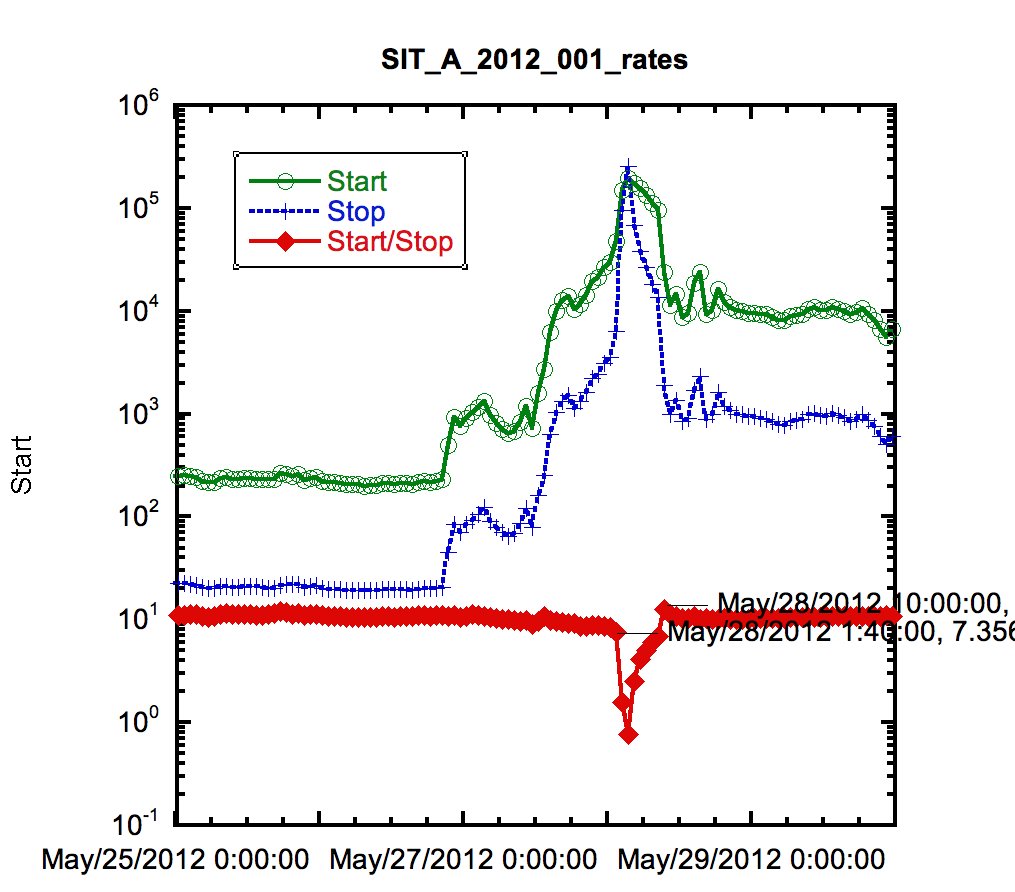 SIT_A_2012_001_rates
10^6
10^5
10^4
10^3
10^2
10^1
10^0
10^-1
Start
Start
Stop
Start/Stop
May/28/2012 10:00:00,
May/28/2012 1:40:00, 7.356
May/25/2012 0:00:00
May/27/2012 0:00:00
May/29/2012 0:00:00